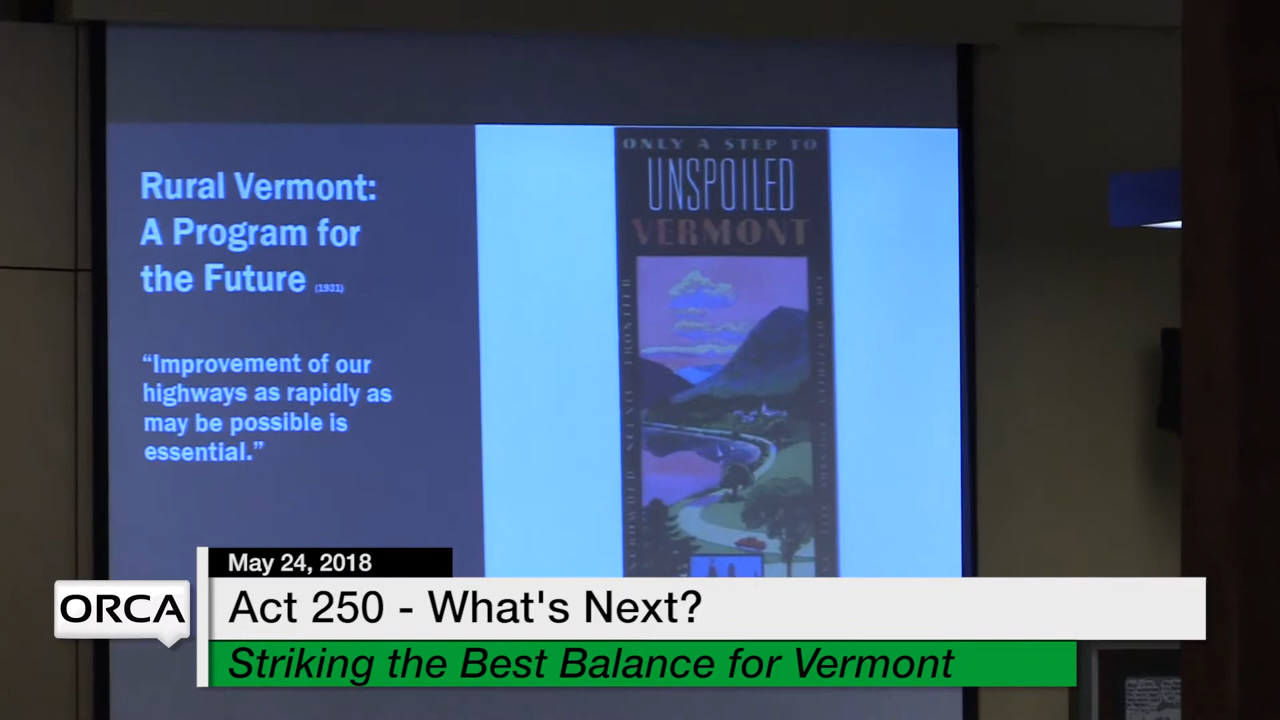 Rural Vermont:
A Program for
the Future (1931)
“Improvement of our
highways as rapidly as
may be possible is
essential.”
ONLY A STEP TO
UNSPOILED
VERMONT
May 24, 2018
ORCA
Act 250 - What's Next?
Striking the Best Balance for Vermont